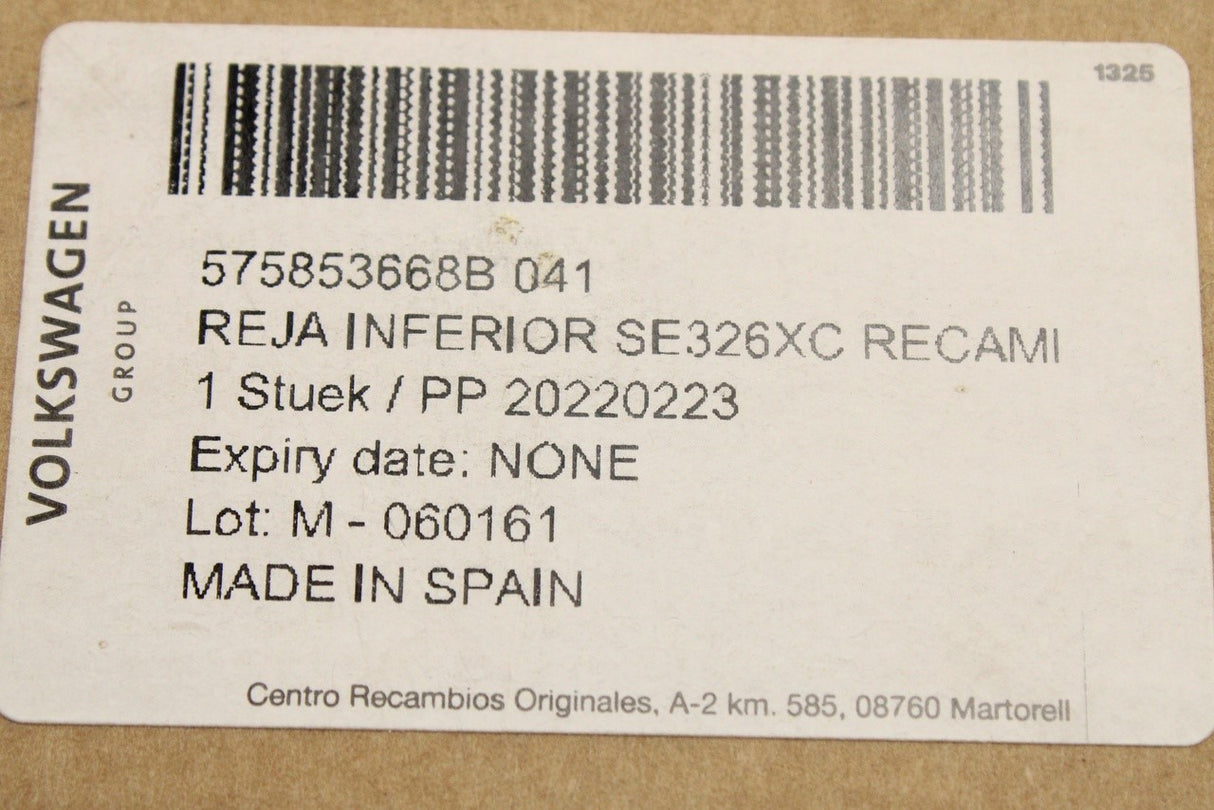 1325
VOLKSWAGEN
GROUP
575853668B 041
REJA INFERIOR SE326XC RECAMI
1 Stuek / PP 20220223
Expiry date: NONE
Lot: M - 060161
MADE IN SPAIN
Centro Recambios Originales, A-2 km. 585, 08760 Martorell